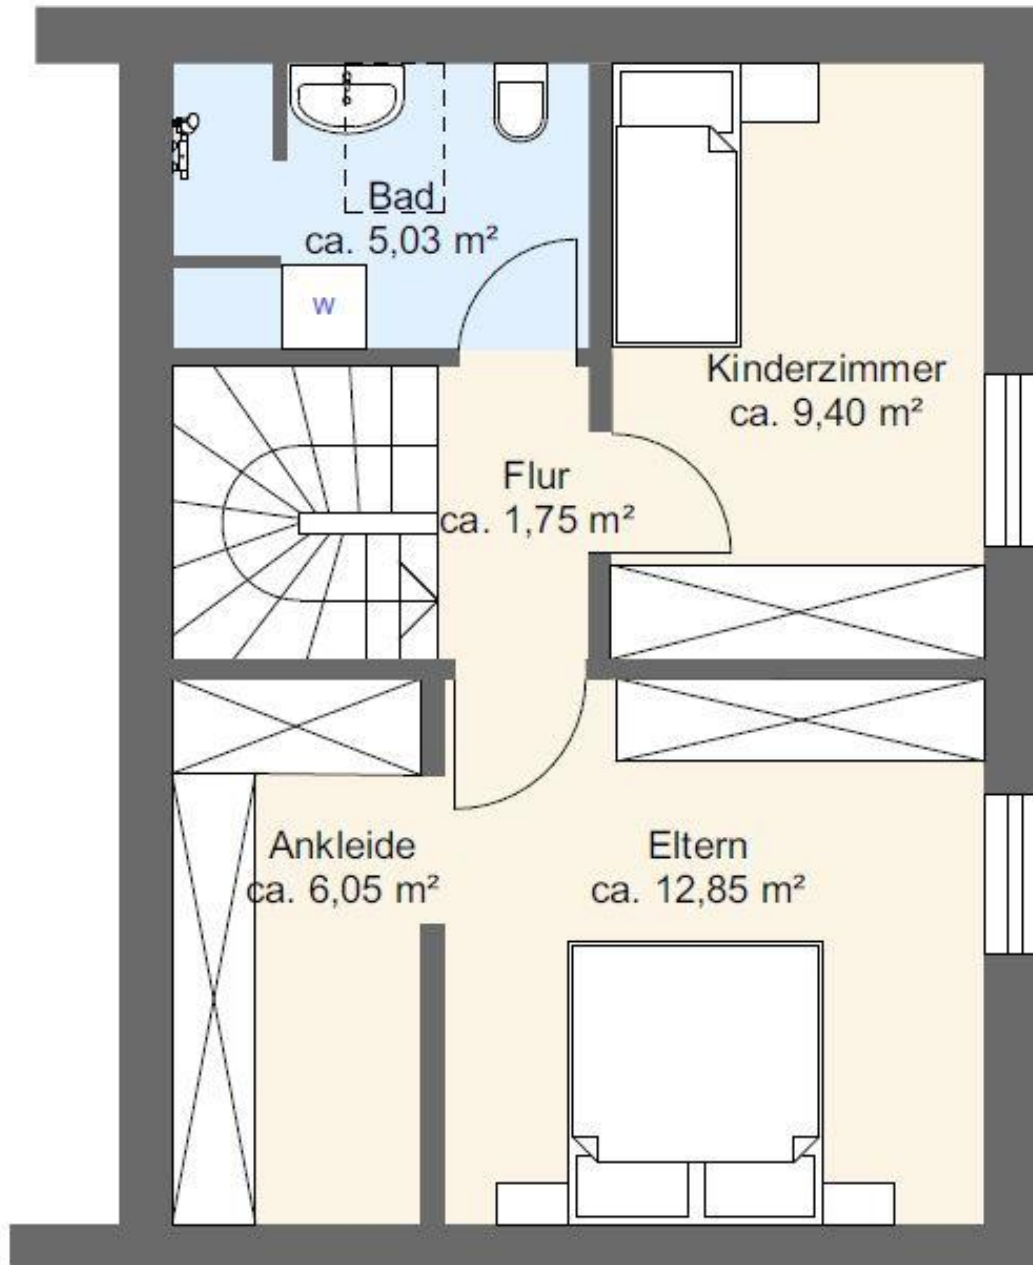 Bad
ca. 5,03 m²
w
Kinderzimmer
ca. 9,40 m²
Flur
ca. 1,75 m²
Ankleide
ca. 6,05 m²
Eltern
ca. 12,85 m²